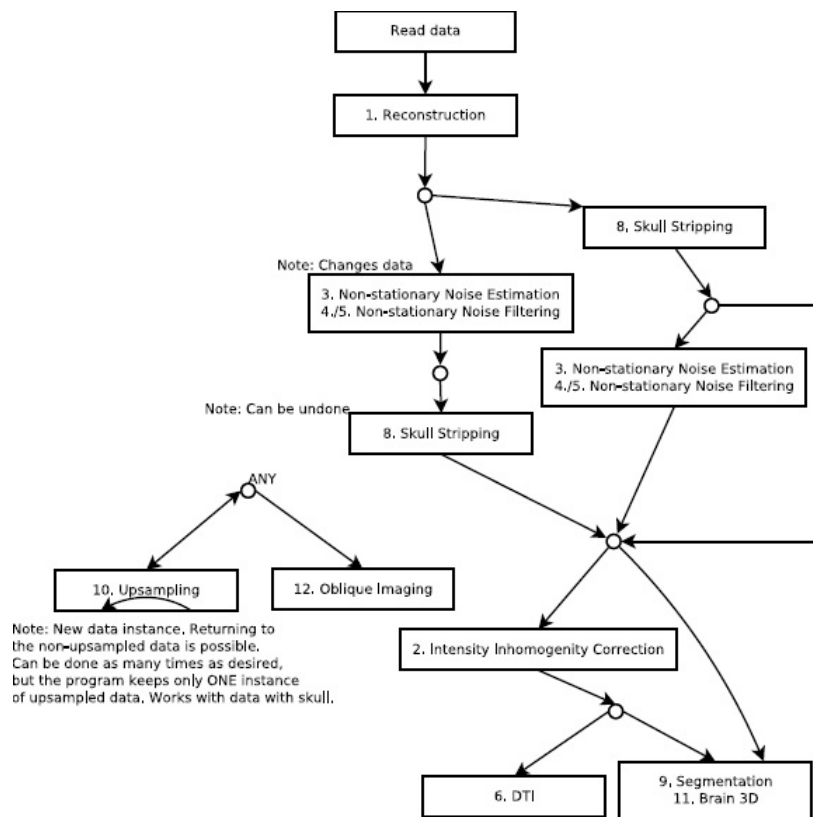 Read data
1. Reconstruction
8. Skull Stripping
Note: Changes data
3. Non-stationary Noise Estimation
4./5. Non-stationary Noise Filtering
3. Non-stationary Noise Estimation
4./5. Non-stationary Noise Filtering
Note: Can be undone
8. Skull Stripping
ANY
10. Upsampling
12. Oblique Imaging
Note: New data instance. Returning to
the non-upsampled data is possible.
Can be done as many times as desired,
but the program keeps only ONE instance
of upsampled data. Works with data with skull.
2. Intensity Inhomogenity Correction
6. DTI
9. Segmentation
11. Brain 3D